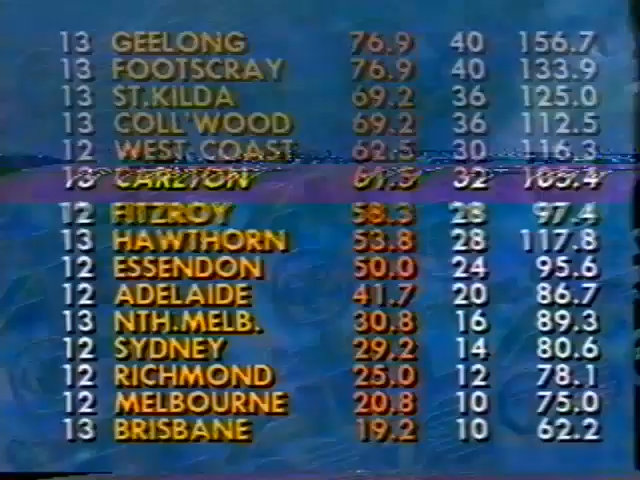 13 GEELONG 76.9 40 156.7
13 FOOTSCRAY 76.9 40 133.9
13 ST.KILDA 69.2 36 125.0
13 COLL'WOOD 69.2 36 112.5
12 WEST COAST 62.5 30 116.3
13 CARLTON 61.5 32 103.4
12 FITZROY 58.3 28 97.4
13 HAWTHORN 53.8 28 117.8
12 ESSENDON 50.0 24 95.6
12 ADELAIDE 41.7 20 86.7
13 NTH.MELB. 30.8 16 89.3
12 SYDNEY 29.2 14 80.6
12 RICHMOND 25.0 12 78.1
12 MELBOURNE 20.8 10 75.0
13 BRISBANE 19.2 10 62.2